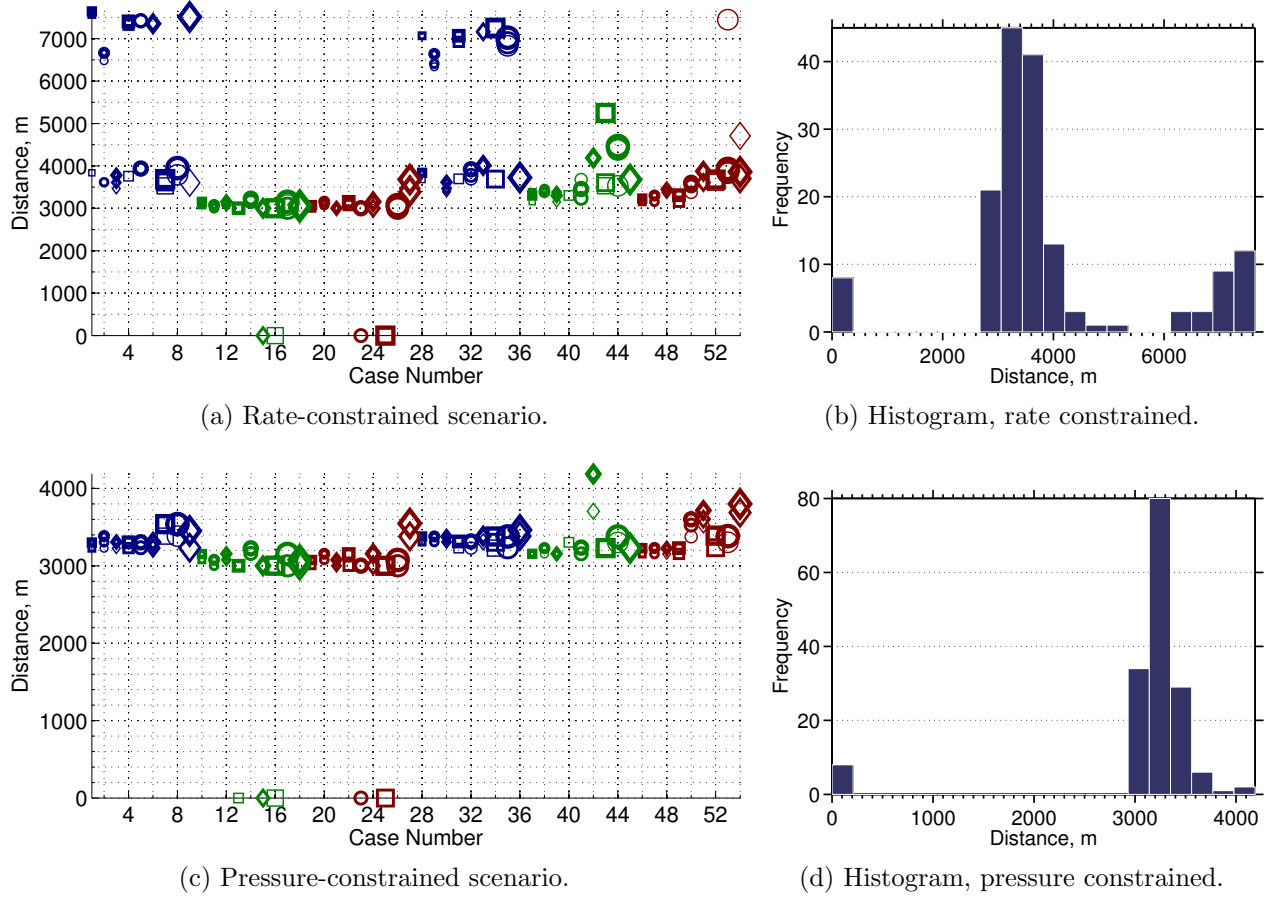 7000
6000
5000
4000
3000
2000
1000
0
Distance, m
4 8 12 16 20 24 28 32 36 40 44 48 52
Case Number
(a) Rate-constrained scenario.
40
30
20
10
0
Frequency
0 2000 4000 6000
Distance, m
(b) Histogram, rate constrained.
4000
3000
2000
1000
0
Distance, m
4 8 12 16 20 24 28 32 36 40 44 48 52
Case Number
(c) Pressure-constrained scenario.
80
60
40
20
0
Frequency
0 1000 2000 3000 4000
Distance, m
(d) Histogram, pressure constrained.